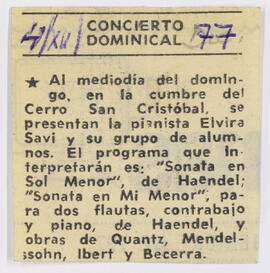 CONCIERTO
4/XII/ DOMINICAL 77
★ Al mediodía del domin-
go, en la cumbre del
Cerro San Cristóbal, se
presentan la pianista Elvira
Savi y su grupo de alum-
nos. El programa que in-
terpretarán es: "Sonata en
Sol Menor", de Haendel;
"Sonata en Mi Menor", pa-
ra dos flautas, contrabajo
y piano, de Haendel, y
obras de Quantz, Mendel-
ssohn, Ibert y Becerra.